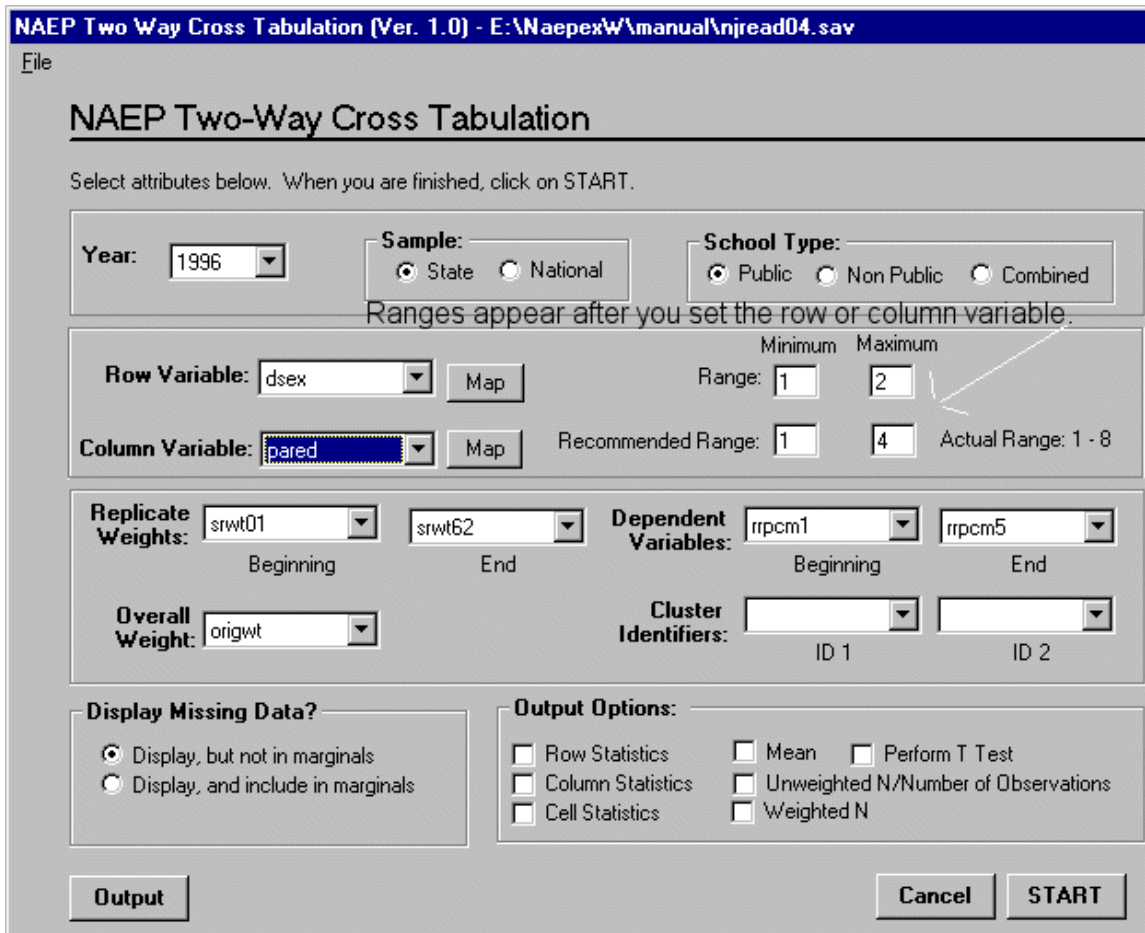 NAEP Two Way Cross Tabulation (Ver. 1.0) - E:\NaepexW\manual\njread04.sav
File
NAEP Two-Way Cross Tabulation
Select attributes below. When you are finished, click on START.
Year: 1996
Sample:
State National
School Type:
Public Non Public Combined
Ranges appear after you set the row or column variable.
Minimum Maximum
Row Variable: dsex Map Range: 1 2
Column Variable: pared Map Recommended Range: 1 4 Actual Range: 1 - 8
Replicate Weights: srwt01 srwt62
Beginning End
Dependent Variables: rrpcm1 rrpcm5
Beginning End
Overall Weight: origwt
Cluster Identifiers:
ID 1 ID 2
Display Missing Data?
Display, but not in marginals
Display, and include in marginals
Output Options:
Row Statistics Mean Perform T Test
Column Statistics Unweighted N/Number of Observations
Cell Statistics Weighted N
Output Cancel START